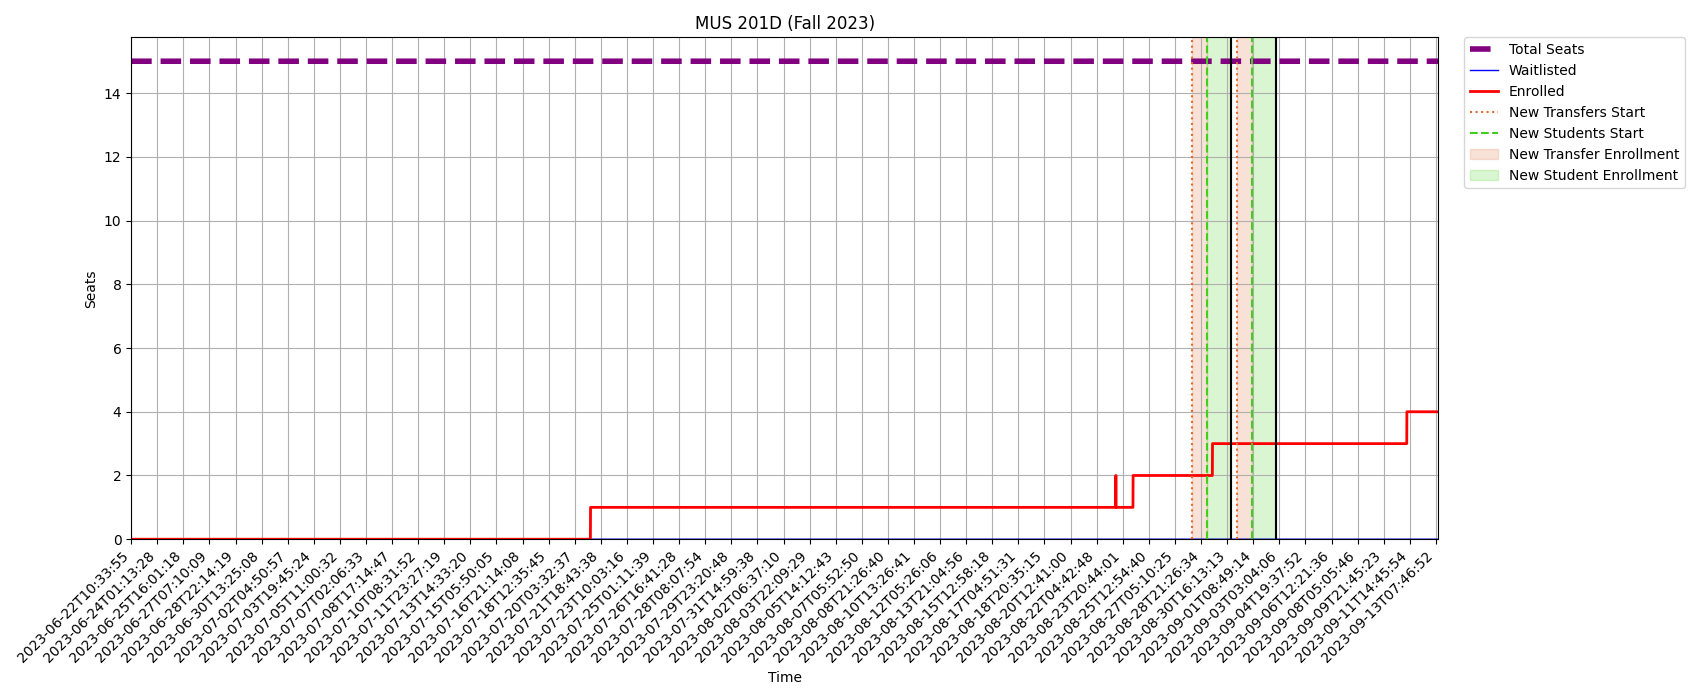 MUS 201D (Fall 2023)
Total Seats
Waitlisted
Enrolled
New Transfers Start
New Students Start
New Transfer Enrollment
New Student Enrollment
Seats
14
12
10
8
6
4
2
0
2023-06-22T10:33:55
2023-06-24T01:13:28
2023-06-25T16:01:18
2023-06-27T07:10:09
2023-06-28T22:14:19
2023-06-30T13:25:08
2023-07-02T04:50:57
2023-07-03T19:45:24
2023-07-05T11:00:32
2023-07-07T02:06:33
2023-07-08T17:14:47
2023-07-10T08:31:52
2023-07-11T23:27:19
2023-07-13T14:33:20
2023-07-15T05:50:05
2023-07-16T21:14:08
2023-07-18T12:35:45
2023-07-20T03:32:37
2023-07-21T18:43:38
2023-07-23T10:03:16
2023-07-25T01:11:39
2023-07-26T16:41:28
2023-07-28T08:07:54
2023-07-29T23:20:48
2023-07-31T14:59:38
2023-08-02T06:37:10
2023-08-03T22:09:29
2023-08-05T14:12:43
2023-08-07T05:52:50
2023-08-08T21:26:40
2023-08-10T13:26:41
2023-08-12T05:26:06
2023-08-13T21:04:56
2023-08-15T12:58:18
2023-08-17T04:51:31
2023-08-18T20:35:15
2023-08-20T12:41:00
2023-08-22T04:42:48
2023-08-23T20:44:01
2023-08-25T12:54:40
2023-08-27T05:10:25
2023-08-28T21:26:34
2023-08-30T16:13:13
2023-09-01T08:49:14
2023-09-03T03:04:06
2023-09-04T19:37:52
2023-09-06T12:21:36
2023-09-08T05:05:46
2023-09-09T21:45:23
2023-09-11T14:45:54
2023-09-13T07:46:52
Time